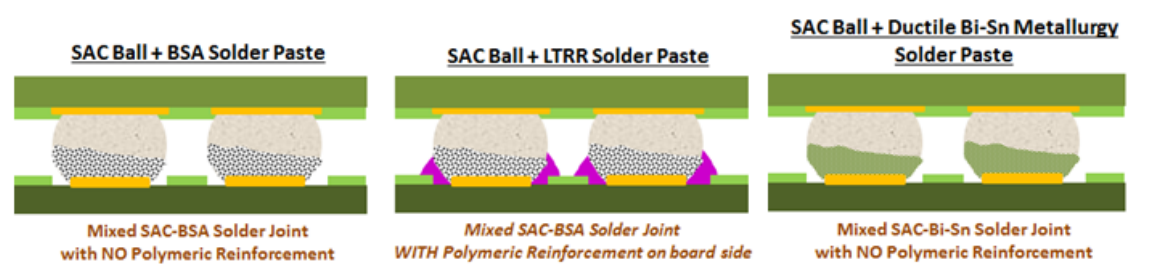 SAC Ball + BSA Solder Paste
Mixed SAC-BSA Solder Joint
with NO Polymeric Reinforcement
SAC Ball + LTRR Solder Paste
Mixed SAC-BSA Solder Joint
WITH Polymeric Reinforcement on board side
SAC Ball + Ductile Bi-Sn Metallurgy
Solder Paste
Mixed SAC-Bi-Sn Solder Joint
with NO Polymeric Reinforcement